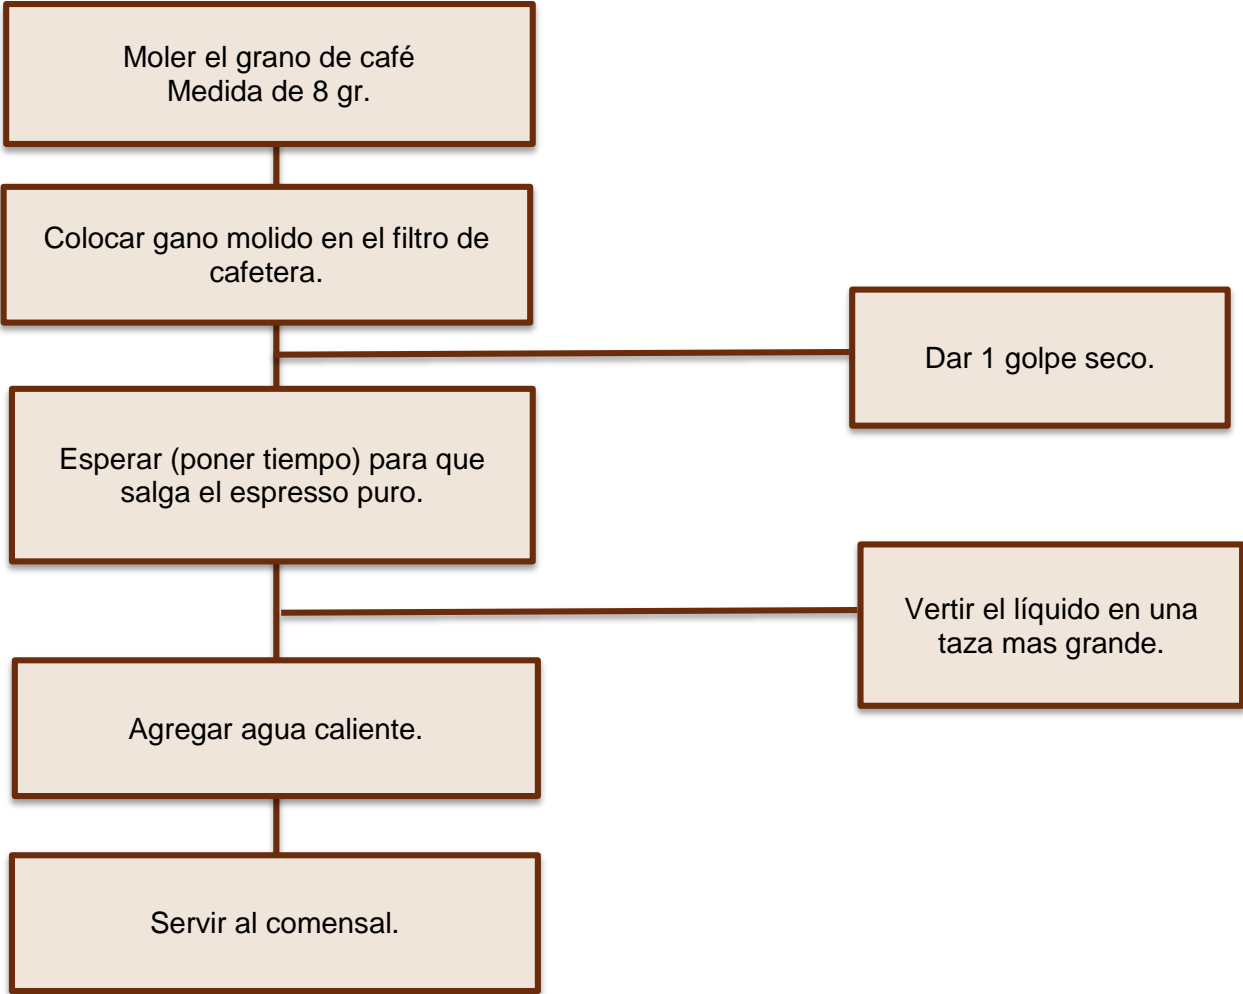 Moler el grano de café
Medida de 8 gr.
Colocar gano molido en el filtro de
cafetera.
Dar 1 golpe seco.
Esperar (poner tiempo) para que
salga el espresso puro.
Vertir el líquido en una
taza mas grande.
Agregar agua caliente.
Servir al comensal.